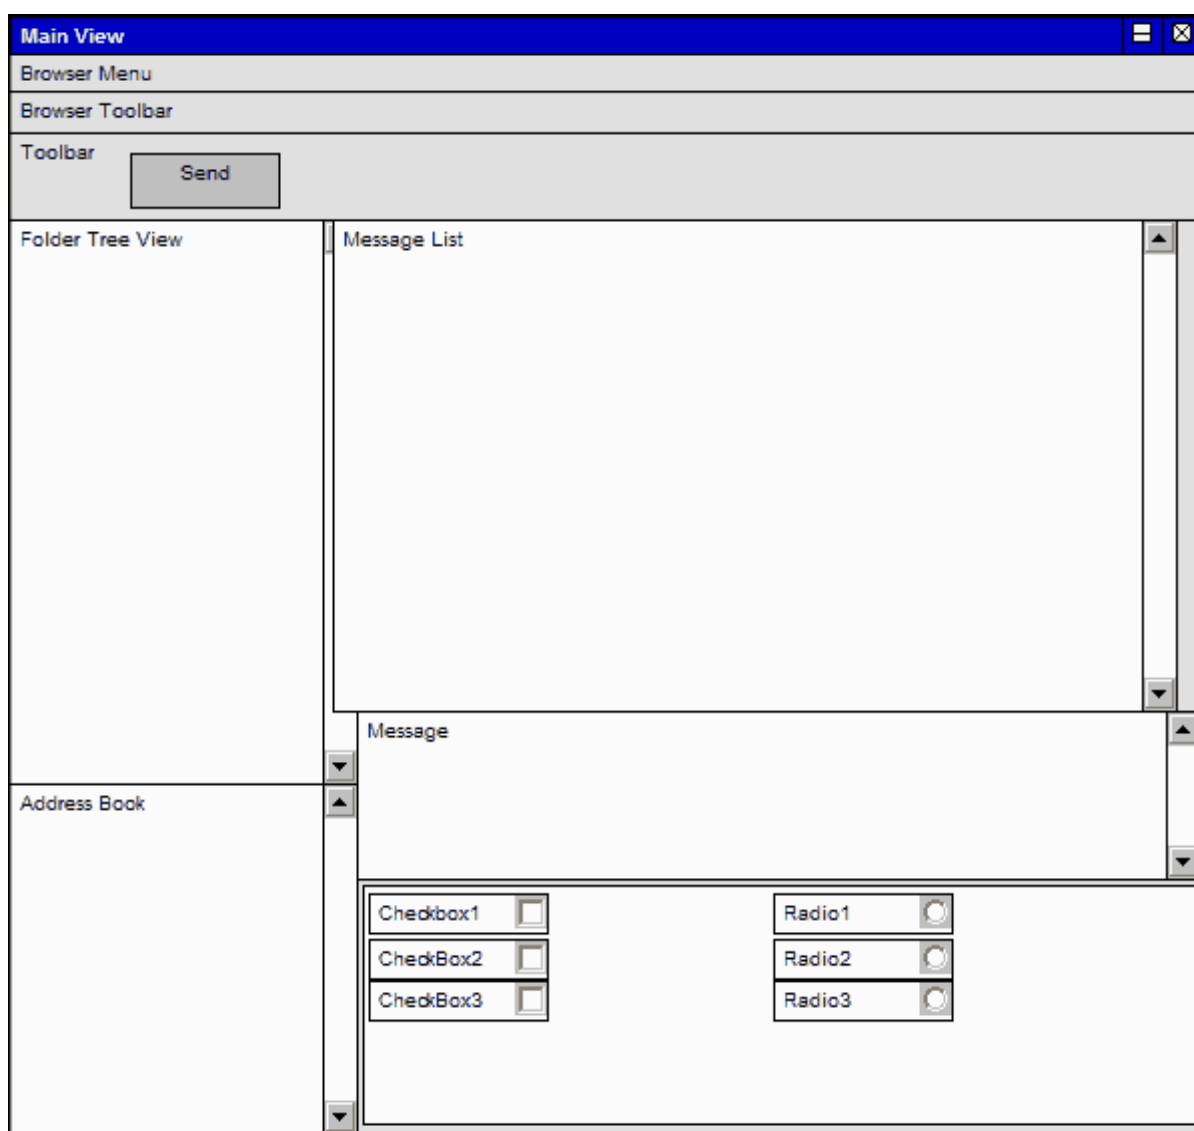 Main View
Browser Menu
Browser Toolbar
Toolbar
Send
Folder Tree View
Message List
Message
Address Book
Checkbox1
Radio1
CheckBox2
Radio2
CheckBox3
Radio3